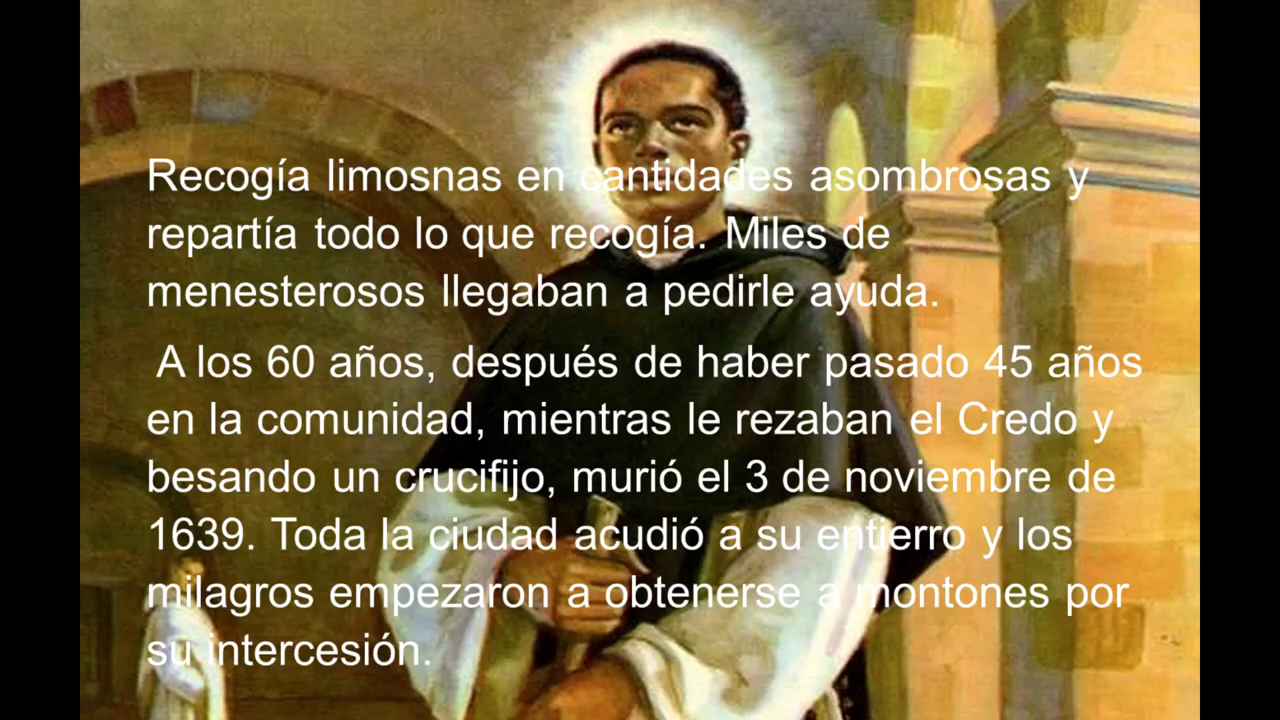 Recogía limosnas en cantidades asombrosas y
repartía todo lo que recogía. Miles de
menesterosos llegaban a pedirle ayuda.
A los 60 años, después de haber pasado 45 años
en la comunidad, mientras le rezaban el Credo y
besando un crucifijo, murió el 3 de noviembre de
1639. Toda la ciudad acudió a su entierro y los
milagros empezaron a obtenerse a montones por
su intercesión.